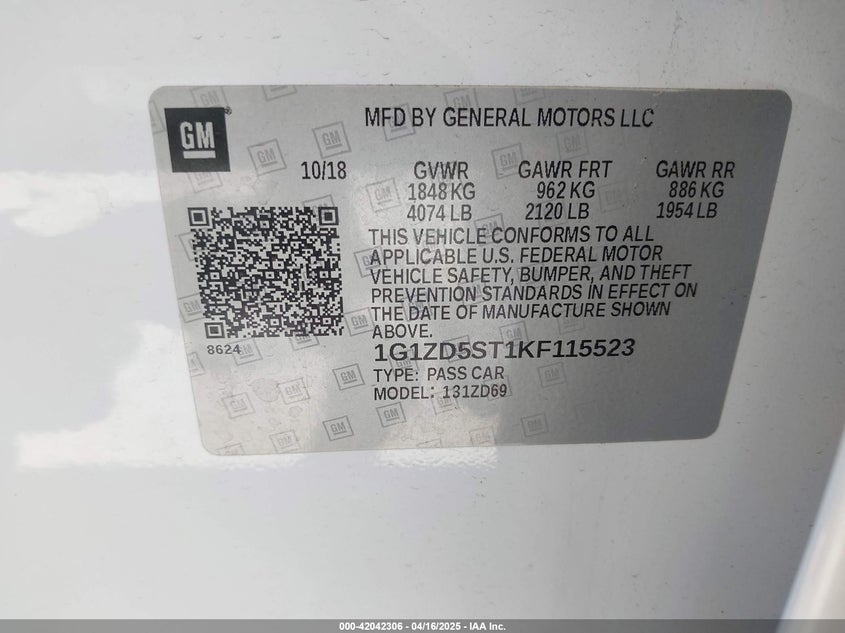 GM
MFD BY GENERAL MOTORS LLC
10/18 GVWR GAWR FRT GAWR RR
1848 KG 962 KG 886 KG
4074 LB 2120 LB 1954 LB
THIS VEHICLE CONFORMS TO ALL
APPLICABLE U.S. FEDERAL MOTOR
VEHICLE SAFETY, BUMPER, AND THEFT
PREVENTION STANDARDS IN EFFECT ON
THE DATE OF MANUFACTURE SHOWN
ABOVE.
8624
1G1ZD5ST1KF115523
TYPE: PASS CAR
MODEL: 131ZD69
000-42042306 - 04/16/2025 - IAA Inc.